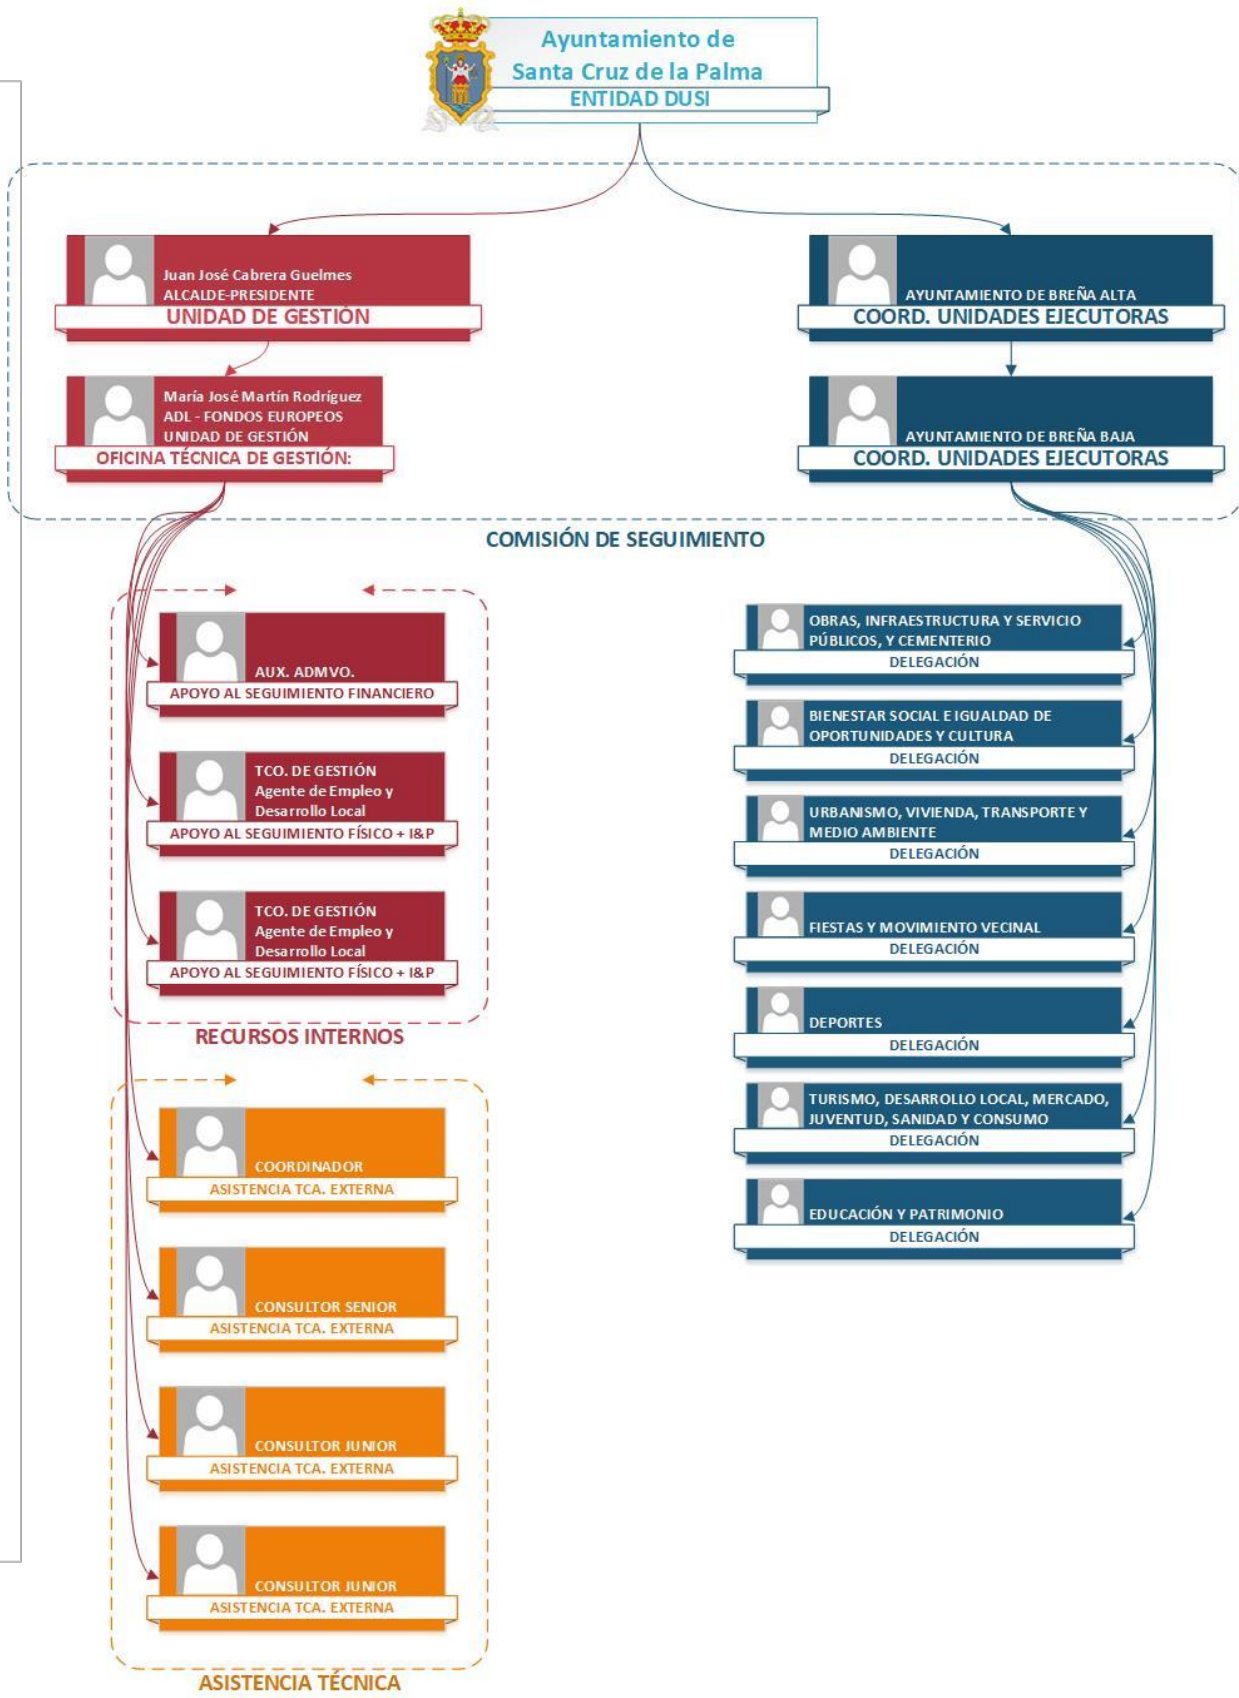 Ayuntamiento de
Santa Cruz de la Palma
ENTIDAD DUSI
Juan José Cabrera Guelmes
ALCALDE-PRESIDENTE
UNIDAD DE GESTIÓN
María José Martín Rodríguez
ADL - FONDOS EUROPEOS
UNIDAD DE GESTIÓN
OFICINA TÉCNICA DE GESTIÓN:
AYUNTAMIENTO DE BREÑA ALTA
COORD. UNIDADES EJECUTORAS
AYUNTAMIENTO DE BREÑA BAJA
COORD. UNIDADES EJECUTORAS
COMISIÓN DE SEGUIMIENTO
AUX. ADMVO.
APOYO AL SEGUIMIENTO FINANCIERO
TCO. DE GESTIÓN
Agente de Empleo y
Desarrollo Local
APOYO AL SEGUIMIENTO FÍSICO + I&P
TCO. DE GESTIÓN
Agente de Empleo y
Desarrollo Local
APOYO AL SEGUIMIENTO FÍSICO + I&P
RECURSOS INTERNOS
COORDINADOR
ASISTENCIA TCA. EXTERNA
CONSULTOR SENIOR
ASISTENCIA TCA. EXTERNA
CONSULTOR JUNIOR
ASISTENCIA TCA. EXTERNA
CONSULTOR JUNIOR
ASISTENCIA TCA. EXTERNA
ASISTENCIA TÉCNICA
OBRAS, INFRAESTRUCTURA Y SERVICIO
PÚBLICOS, Y CEMENTERIO
DELEGACIÓN
BIENESTAR SOCIAL E IGUALDAD DE
OPORTUNIDADES Y CULTURA
DELEGACIÓN
URBANISMO, VIVIENDA, TRANSPORTE Y
MEDIO AMBIENTE
DELEGACIÓN
FIESTAS Y MOVIMIENTO VECINAL
DELEGACIÓN
DEPORTES
DELEGACIÓN
TURISMO, DESARROLLO LOCAL, MERCADO,
JUVENTUD, SANIDAD Y CONSUMO
DELEGACIÓN
EDUCACIÓN Y PATRIMONIO
DELEGACIÓN